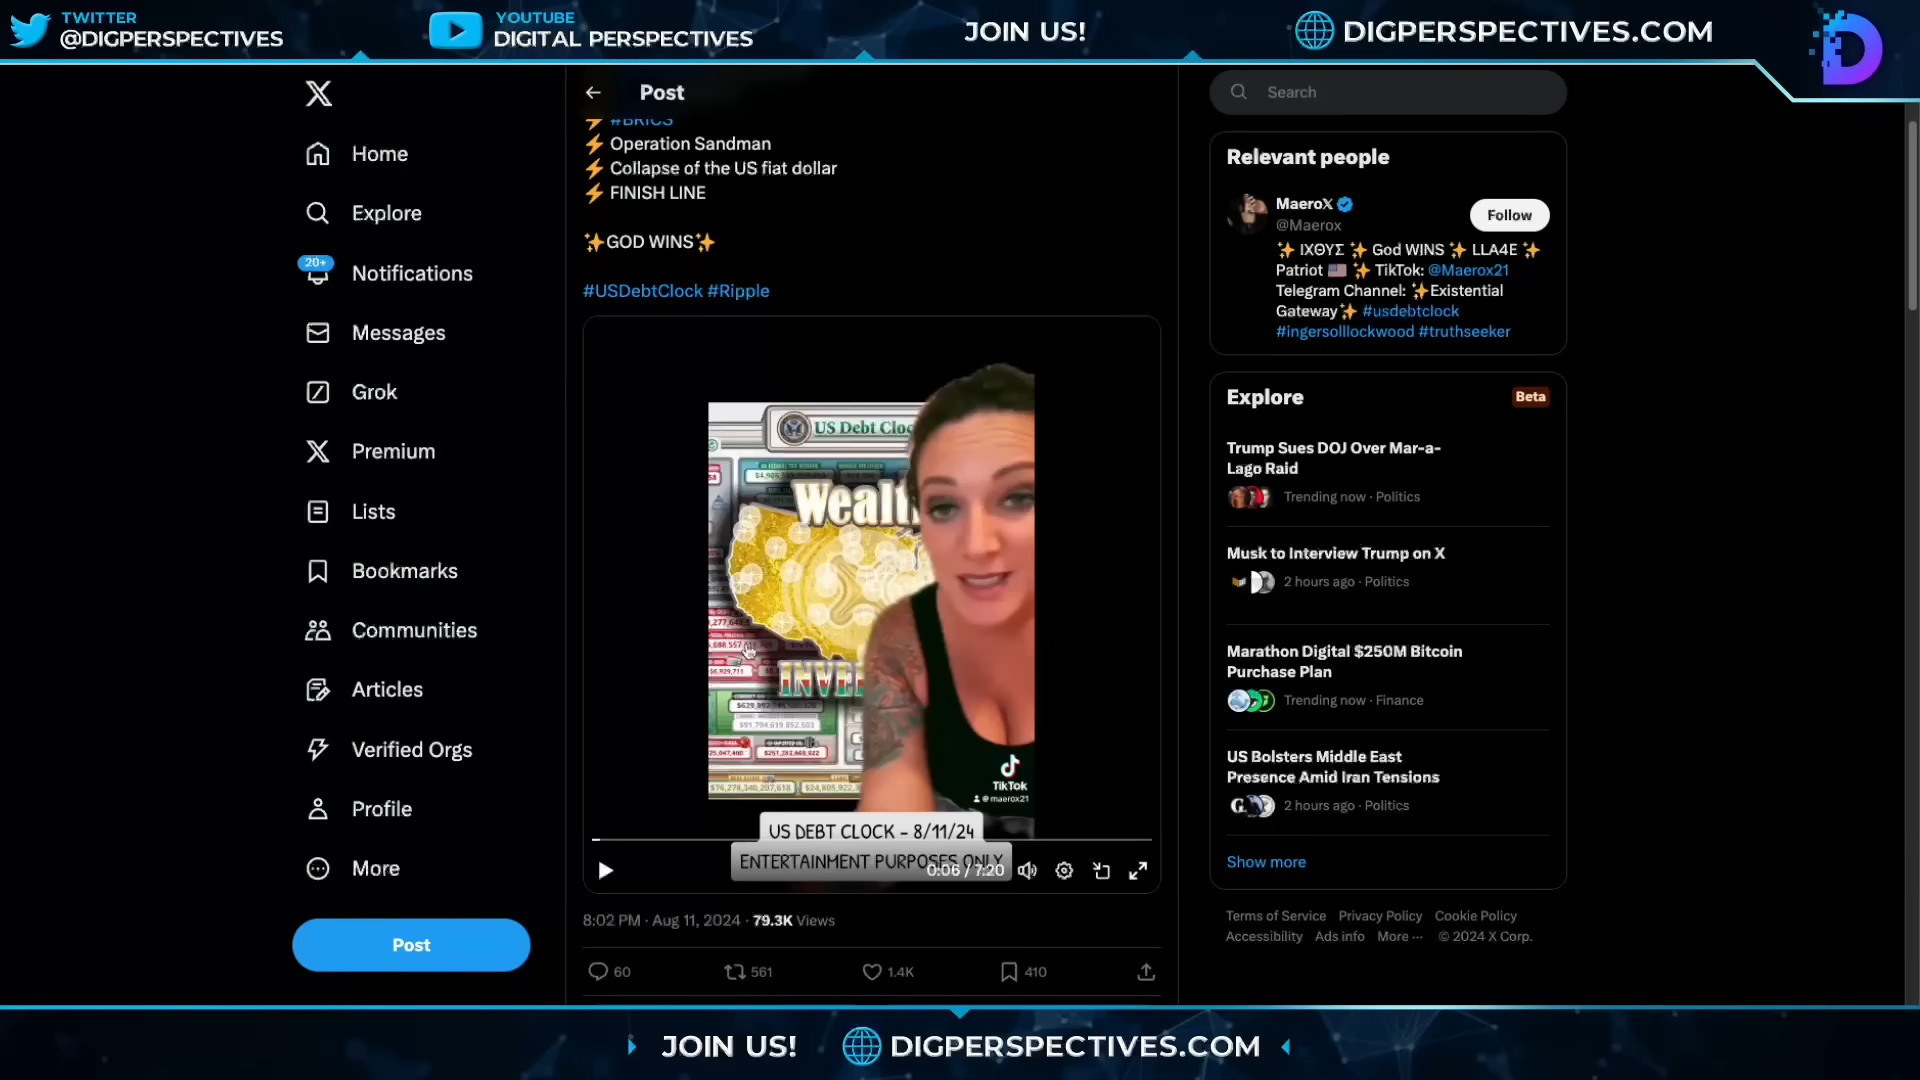 TWITTER
@DIGPERSPECTIVES
YOUTUBE
DIGITAL PERSPECTIVES
JOIN US!
DIGPERSPECTIVES.COM
Home
Explore
20+
Notifications
Messages
Grok
Premium
Lists
Bookmarks
Communities
Articles
Verified Orgs
Profile
More
Post
Post
⚡ #BRICS
⚡ Operation Sandman
⚡ Collapse of the US fiat dollar
⚡ FINISH LINE
✨GOD WINS✨
#USDebtClock #Ripple
US Debt Cloc
Wealt
INVE
$76,278,340,207,618
TikTok
@maerox21
US DEBT CLOCK - 8/11/24
ENTERTAINMENT PURPOSES ONLY
0:06 / 7:20
8:02 PM · Aug 11, 2024 · 79.3K Views
60
561
1.4K
410
Search
Relevant people
MaeroX
@Maerox
Follow
✨ ΙΧΘΥΣ ✨ God WINS ✨ LLA4E ✨
Patriot 🇺🇸 ✨ TikTok: @Maerox21
Telegram Channel: ✨Existential
Gateway✨ #usdebtclock
#ingersolllockwood #truthseeker
Explore
Beta
Trump Sues DOJ Over Mar-a-
Lago Raid
Trending now · Politics
Musk to Interview Trump on X
2 hours ago · Politics
Marathon Digital $250M Bitcoin
Purchase Plan
Trending now · Finance
US Bolsters Middle East
Presence Amid Iran Tensions
2 hours ago · Politics
Show more
Terms of Service Privacy Policy Cookie Policy
Accessibility Ads info More ··· © 2024 X Corp.
JOIN US!
DIGPERSPECTIVES.COM